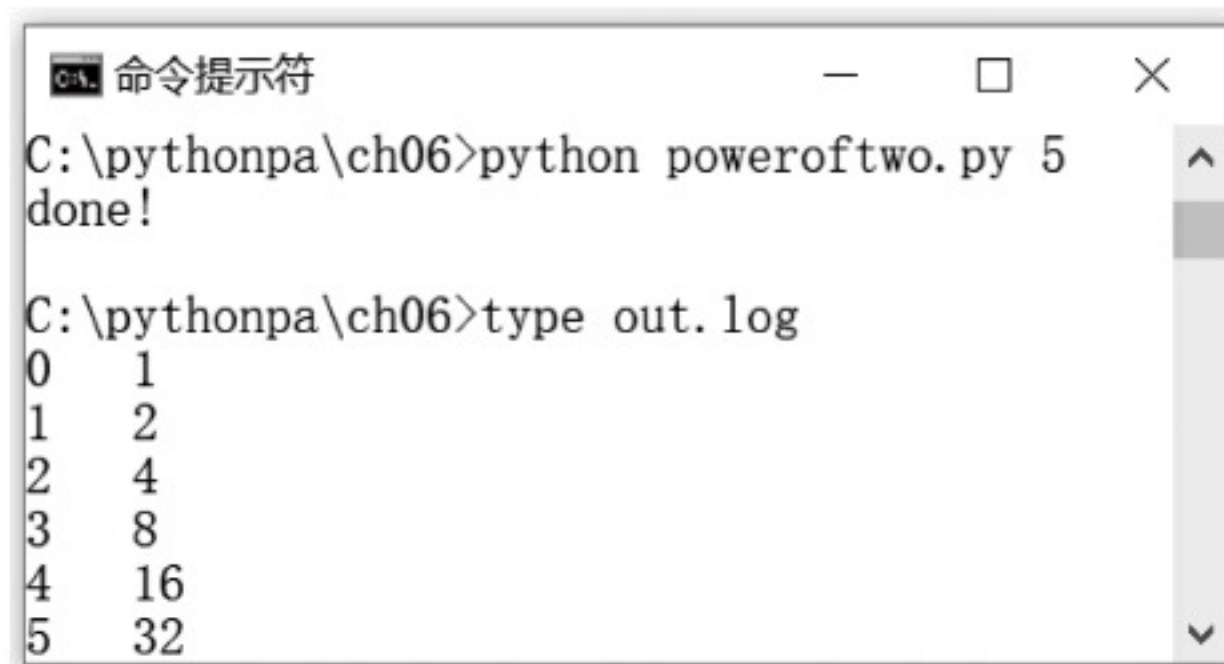 命令提示符
C:\pythonpa\ch06>python poweroftwo.py 5
done!
C:\pythonpa\ch06>type out.log
0 1
1 2
2 4
3 8
4 16
5 32